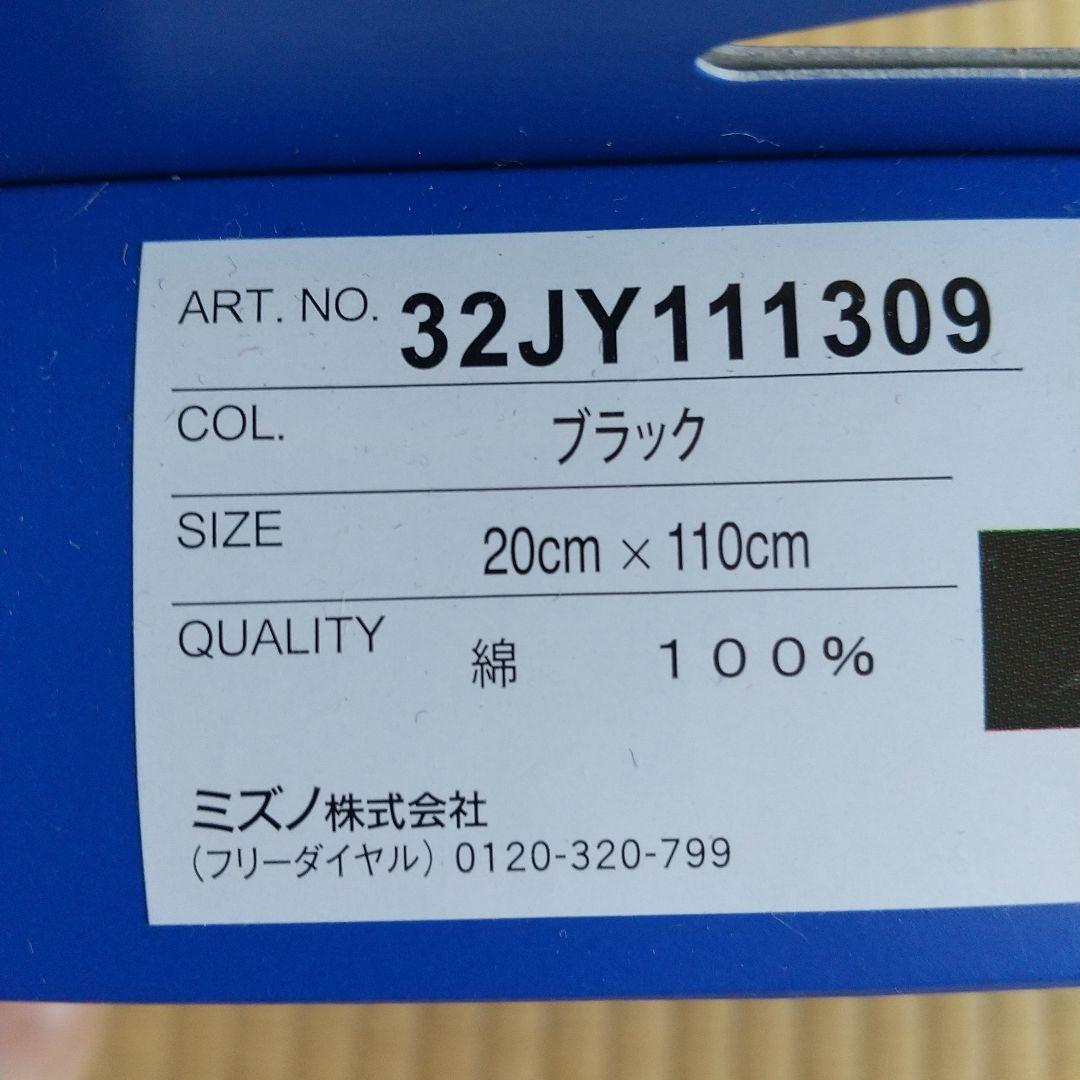 ART. NO. 32JY111309
COL. ブラック
SIZE 20cm × 110cm
QUALITY 綿 １００％
ミズノ株式会社
(フリーダイヤル) 0120-320-799